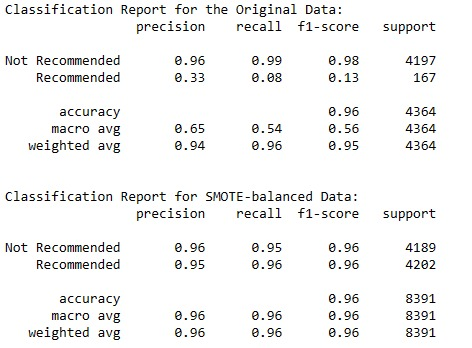 Classification Report for the Original Data:
precision recall f1-score support
Not Recommended 0.96 0.99 0.98 4197
Recommended 0.33 0.08 0.13 167
accuracy 0.96 4364
macro avg 0.65 0.54 0.56 4364
weighted avg 0.94 0.96 0.95 4364
Classification Report for SMOTE-balanced Data:
precision recall f1-score support
Not Recommended 0.96 0.95 0.96 4189
Recommended 0.95 0.96 0.96 4202
accuracy 0.96 8391
macro avg 0.96 0.96 0.96 8391
weighted avg 0.96 0.96 0.96 8391